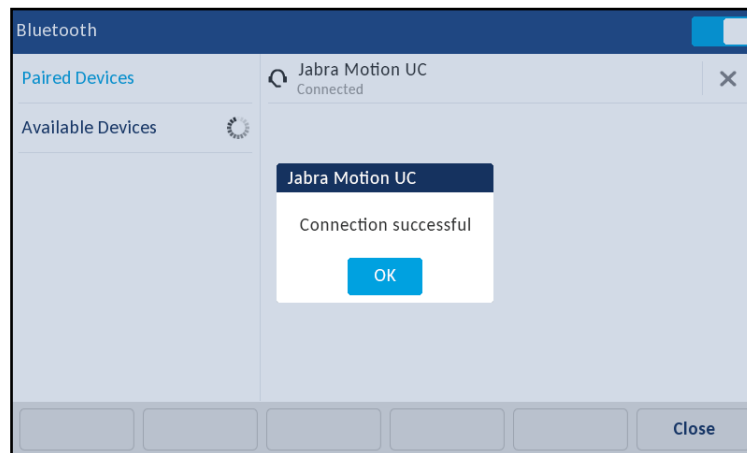 Bluetooth
Paired Devices
Jabra Motion UC
Connected
Available Devices
Jabra Motion UC
Connection successful
OK
Close